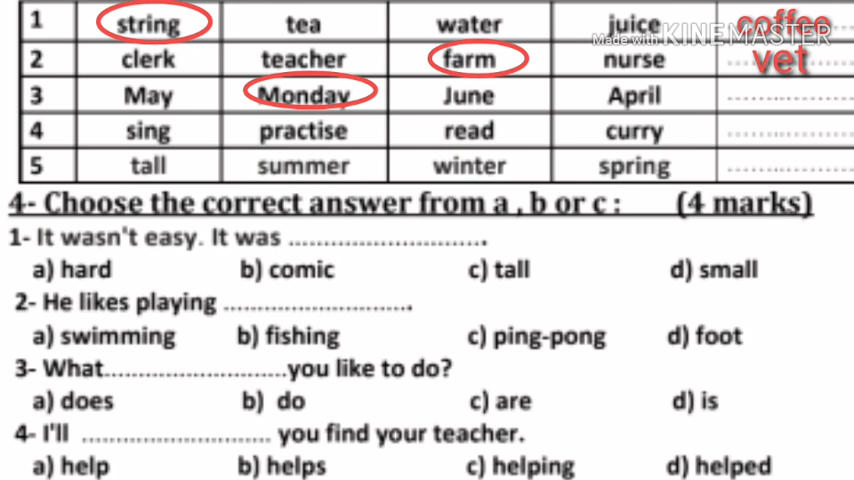 1 string tea water juice coffee
Made with KINEMASTER
2 clerk teacher farm nurse vet
3 May Monday June April ....................
4 sing practise read curry ....................
5 tall summer winter spring ....................
4- Choose the correct answer from a , b or c : (4 marks)
1- It wasn't easy. It was .............................
a) hard b) comic c) tall d) small
2- He likes playing ............................
a) swimming b) fishing c) ping-pong d) foot
3- What...........................you like to do?
a) does b) do c) are d) is
4- I'll ............................ you find your teacher.
a) help b) helps c) helping d) helped